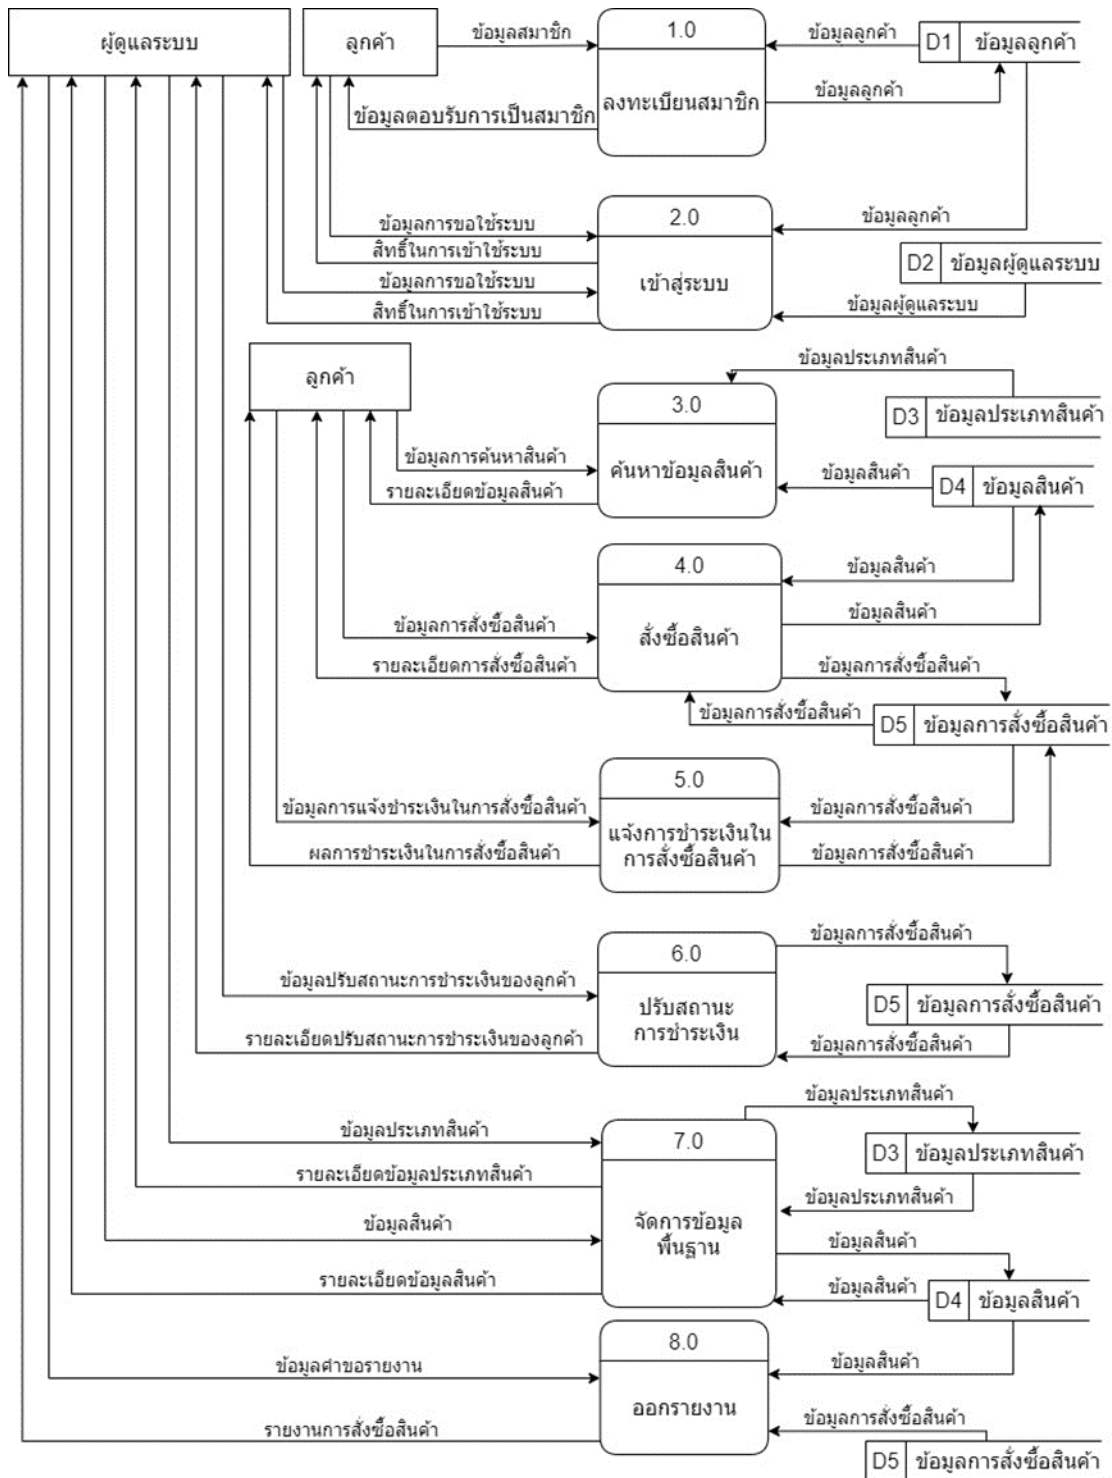 ผู้ดูแลระบบ
ลูกค้า
ข้อมูลสมาชิก
1.0
ข้อมูลลูกค้า
D1 ข้อมูลลูกค้า
ข้อมูลลูกค้า
ลงทะเบียนสมาชิก
ข้อมูลตอบรับการเป็นสมาชิก
ข้อมูลการขอใช้ระบบ
2.0
ข้อมูลลูกค้า
สิทธิ์ในการเข้าใช้ระบบ
D2 ข้อมูลผู้ดูแลระบบ
ข้อมูลการขอใช้ระบบ
เข้าสู่ระบบ
สิทธิ์ในการเข้าใช้ระบบ
ข้อมูลผู้ดูแลระบบ
ลูกค้า
ข้อมูลประเภทสินค้า
3.0
D3 ข้อมูลประเภทสินค้า
ข้อมูลการค้นหาสินค้า
ค้นหาข้อมูลสินค้า
ข้อมูลสินค้า
D4 ข้อมูลสินค้า
รายละเอียดข้อมูลสินค้า
4.0
ข้อมูลสินค้า
ข้อมูลสินค้า
ข้อมูลการสั่งซื้อสินค้า
สั่งซื้อสินค้า
รายละเอียดการสั่งซื้อสินค้า
ข้อมูลการสั่งซื้อสินค้า
ข้อมูลการสั่งซื้อสินค้า
D5 ข้อมูลการสั่งซื้อสินค้า
5.0
ข้อมูลการแจ้งชำระเงินในการสั่งซื้อสินค้า
ข้อมูลการสั่งซื้อสินค้า
แจ้งการชำระเงินใน
การสั่งซื้อสินค้า
ผลการชำระเงินในการสั่งซื้อสินค้า
ข้อมูลการสั่งซื้อสินค้า
ข้อมูลการสั่งซื้อสินค้า
6.0
ข้อมูลปรับสถานะการชำระเงินของลูกค้า
D5 ข้อมูลการสั่งซื้อสินค้า
ปรับสถานะ
การชำระเงิน
รายละเอียดปรับสถานะการชำระเงินของลูกค้า
ข้อมูลการสั่งซื้อสินค้า
ข้อมูลประเภทสินค้า
ข้อมูลประเภทสินค้า
7.0
D3 ข้อมูลประเภทสินค้า
รายละเอียดข้อมูลประเภทสินค้า
ข้อมูลประเภทสินค้า
ข้อมูลสินค้า
จัดการข้อมูล
พื้นฐาน
ข้อมูลสินค้า
รายละเอียดข้อมูลสินค้า
ข้อมูลสินค้า
D4 ข้อมูลสินค้า
8.0
ข้อมูลคำขอรายงาน
ข้อมูลสินค้า
ออกรายงาน
ข้อมูลการสั่งซื้อสินค้า
รายงานการสั่งซื้อสินค้า
D5 ข้อมูลการสั่งซื้อสินค้า